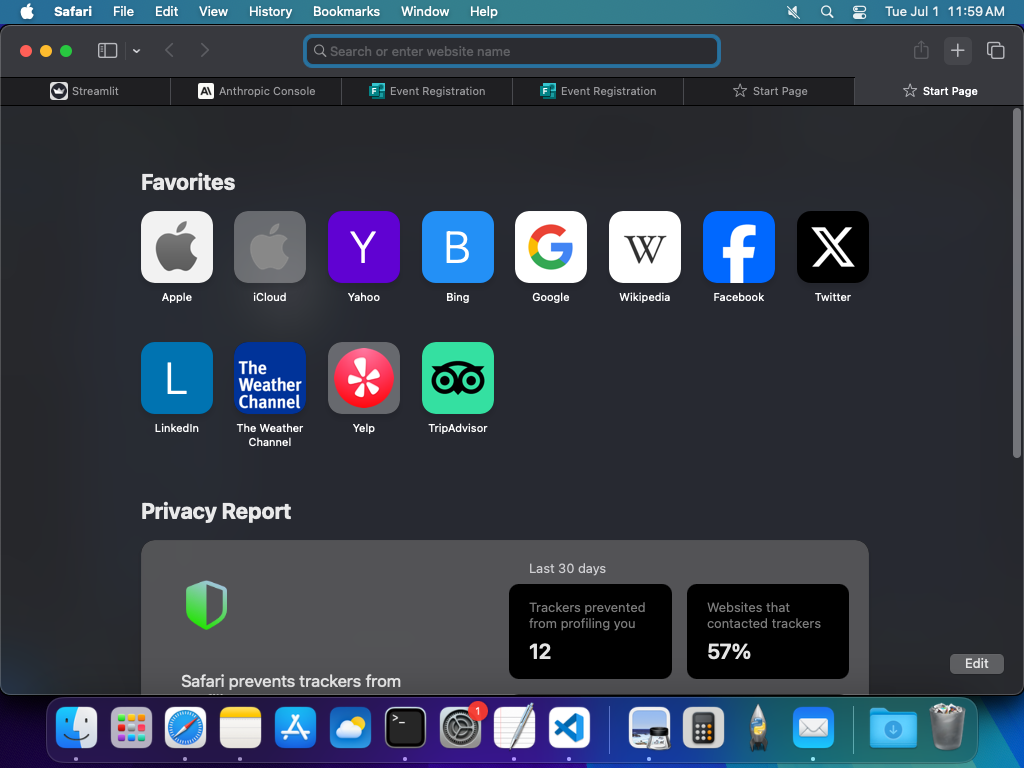 Safari File Edit View History Bookmarks Window Help Tue Jul 1 11:59 AM
Search or enter website name
Streamlit Anthropic Console Event Registration Event Registration Start Page Start Page
Favorites
Y B G W f X
Apple iCloud Yahoo Bing Google Wikipedia Facebook Twitter
L The Weather Channel
LinkedIn The Weather Channel Yelp TripAdvisor
Privacy Report
Last 30 days
Trackers prevented from profiling you
12
Websites that contacted trackers
57%
Safari prevents trackers from
Edit
1